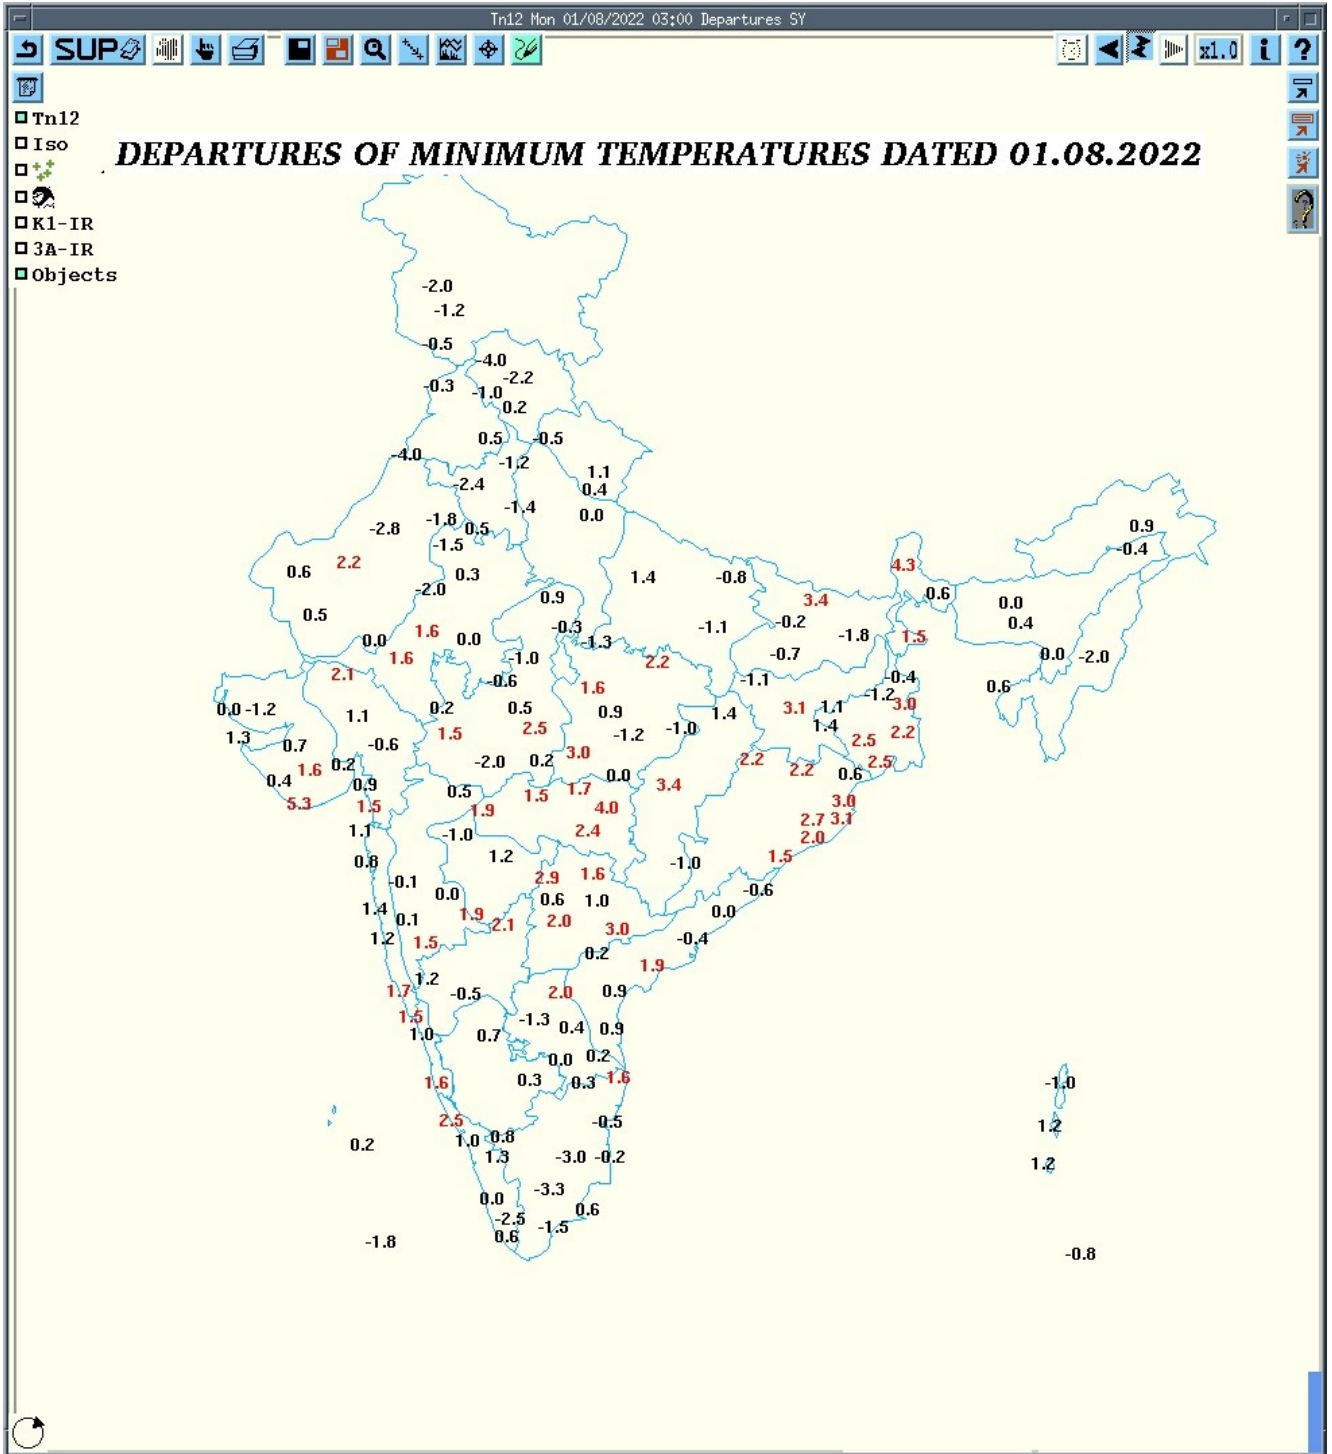 Tn12 Mon 01/08/2022 03:00 Departures SY
SUP x1.0 i ?
Tn12
Iso
DEPARTURES OF MINIMUM TEMPERATURES DATED 01.08.2022
K1-IR
3A-IR
Objects
-2.0
-1.2
-0.5
-4.0
-2.2
-0.3 -1.0
0.2
0.5 -0.5
-4.0 -1.2
1.1
-2.4 0.4
-1.4
-1.8 0.0
-2.8 0.5 0.9
-1.5 -0.4
2.2 4.3
0.6 0.3 1.4 -0.8
-2.0 0.9 0.6
3.4 0.0
0.5 -0.2 0.4
1.6 -0.3 -1.1
0.0 0.0 -1.3 -1.8 1.5
1.6 -1.0 2.2 -0.7 0.0 -2.0
2.1 -0.6 1.6 -1.1 -0.4 0.6
-1.2 3.0
0.0 -1.2 1.1 0.2 0.5 0.9 1.4 3.1 1.1
1.5 2.5 -1.2 -1.0 1.4 2.2
1.3 0.7 -0.6 2.5
3.0
0.2 -2.0 0.2 2.2 2.5
1.6 0.0 2.2 0.6
0.4 0.9 0.5 1.7 3.4
5.3 1.5 1.9 1.5 4.0 3.0
2.7 3.1
1.1 -1.0 2.4 2.0
0.8 1.2 -1.0 1.5
-0.1 2.9 1.6
0.0 0.6 1.0 -0.6
1.4 0.1 1.9 2.1 2.0 3.0 0.0
1.2 1.5 0.2 -0.4
1.9
1.2
1.7 -0.5 2.0 0.9
1.5 -1.3
1.0 0.7 0.4 0.9
0.0 0.2
1.6 0.3 0.3 1.6 -1.0
2.5 -0.5 1.2
0.2 1.0 0.8
1.3 -3.0 -0.2 1.2
-3.3
0.0 0.6
-2.5 -1.5
-1.8 0.6
-0.8